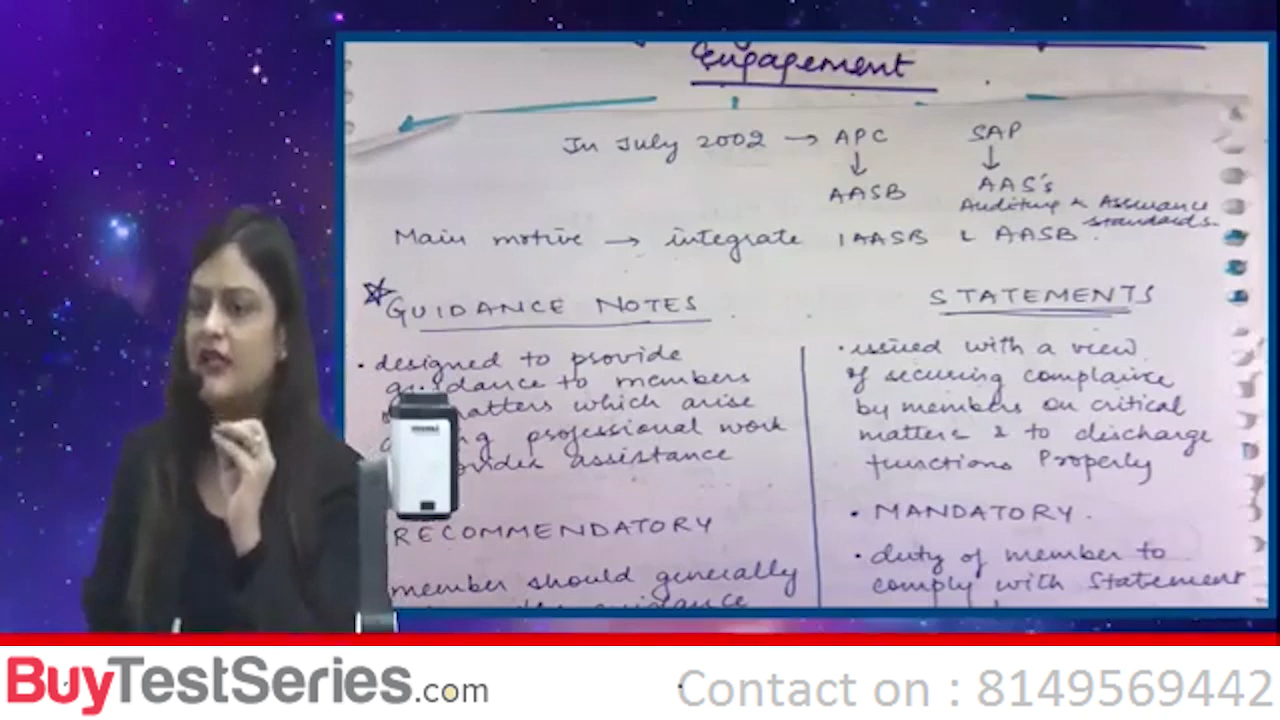 Engagement
In July 2002 → APC SAP
↓ ↓
AASB AAS's
Auditing & Assurance
Standards.
Main motive → integrate IAASB & AASB.
GUIDANCE NOTES
• designed to provide
guidance to members
matters which arise
professional work
assistance
RECOMMENDATORY
member should generally
guidance
STATEMENTS
• issued with a view
of securing complaince
by members on critical
matters & to discharge
functions Properly
• MANDATORY.
• duty of member to
comply with Statement
BuyTestSeries.com
Contact on : 8149569442